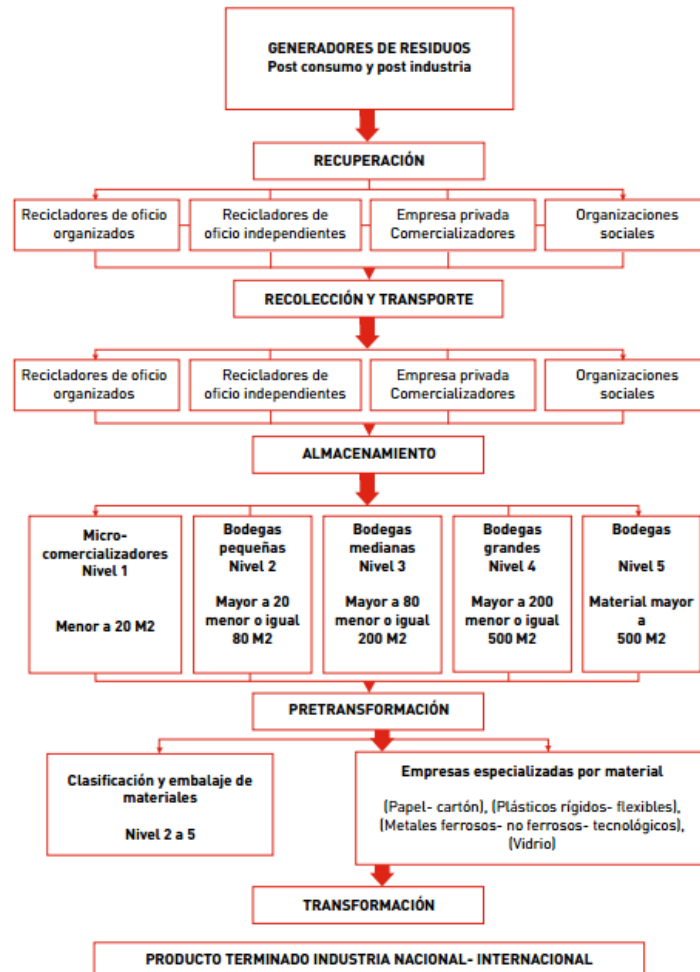 GENERADORES DE RESIDUOS
Post consumo y post industria
RECUPERACIÓN
Recicladores de oficio
organizados
Recicladores de
oficio independientes
Empresa privada
Comercializadores
Organizaciones
sociales
RECOLECCIÓN Y TRANSPORTE
Recicladores de oficio
organizados
Recicladores de
oficio independientes
Empresa privada
Comercializadores
Organizaciones
sociales
ALMACENAMIENTO
Micro-
comercializadores
Nivel 1
Menor a 20 M2
Bodegas
pequeñas
Nivel 2
Mayor a 20
menor o igual
80 M2
Bodegas
medianas
Nivel 3
Mayor a 80
menor o igual
200 M2
Bodegas
grandes
Nivel 4
Mayor a 200
menor o igual
500 M2
Bodegas
Nivel 5
Material mayor
a
500 M2
PRETRANSFORMACIÓN
Clasificación y embalaje de
materiales
Nivel 2 a 5
Empresas especializadas por material
(Papel- cartón), (Plásticos rígidos- flexibles),
(Metales ferrosos- no ferrosos- tecnológicos),
(Vidrio)
TRANSFORMACIÓN
PRODUCTO TERMINADO INDUSTRIA NACIONAL- INTERNACIONAL